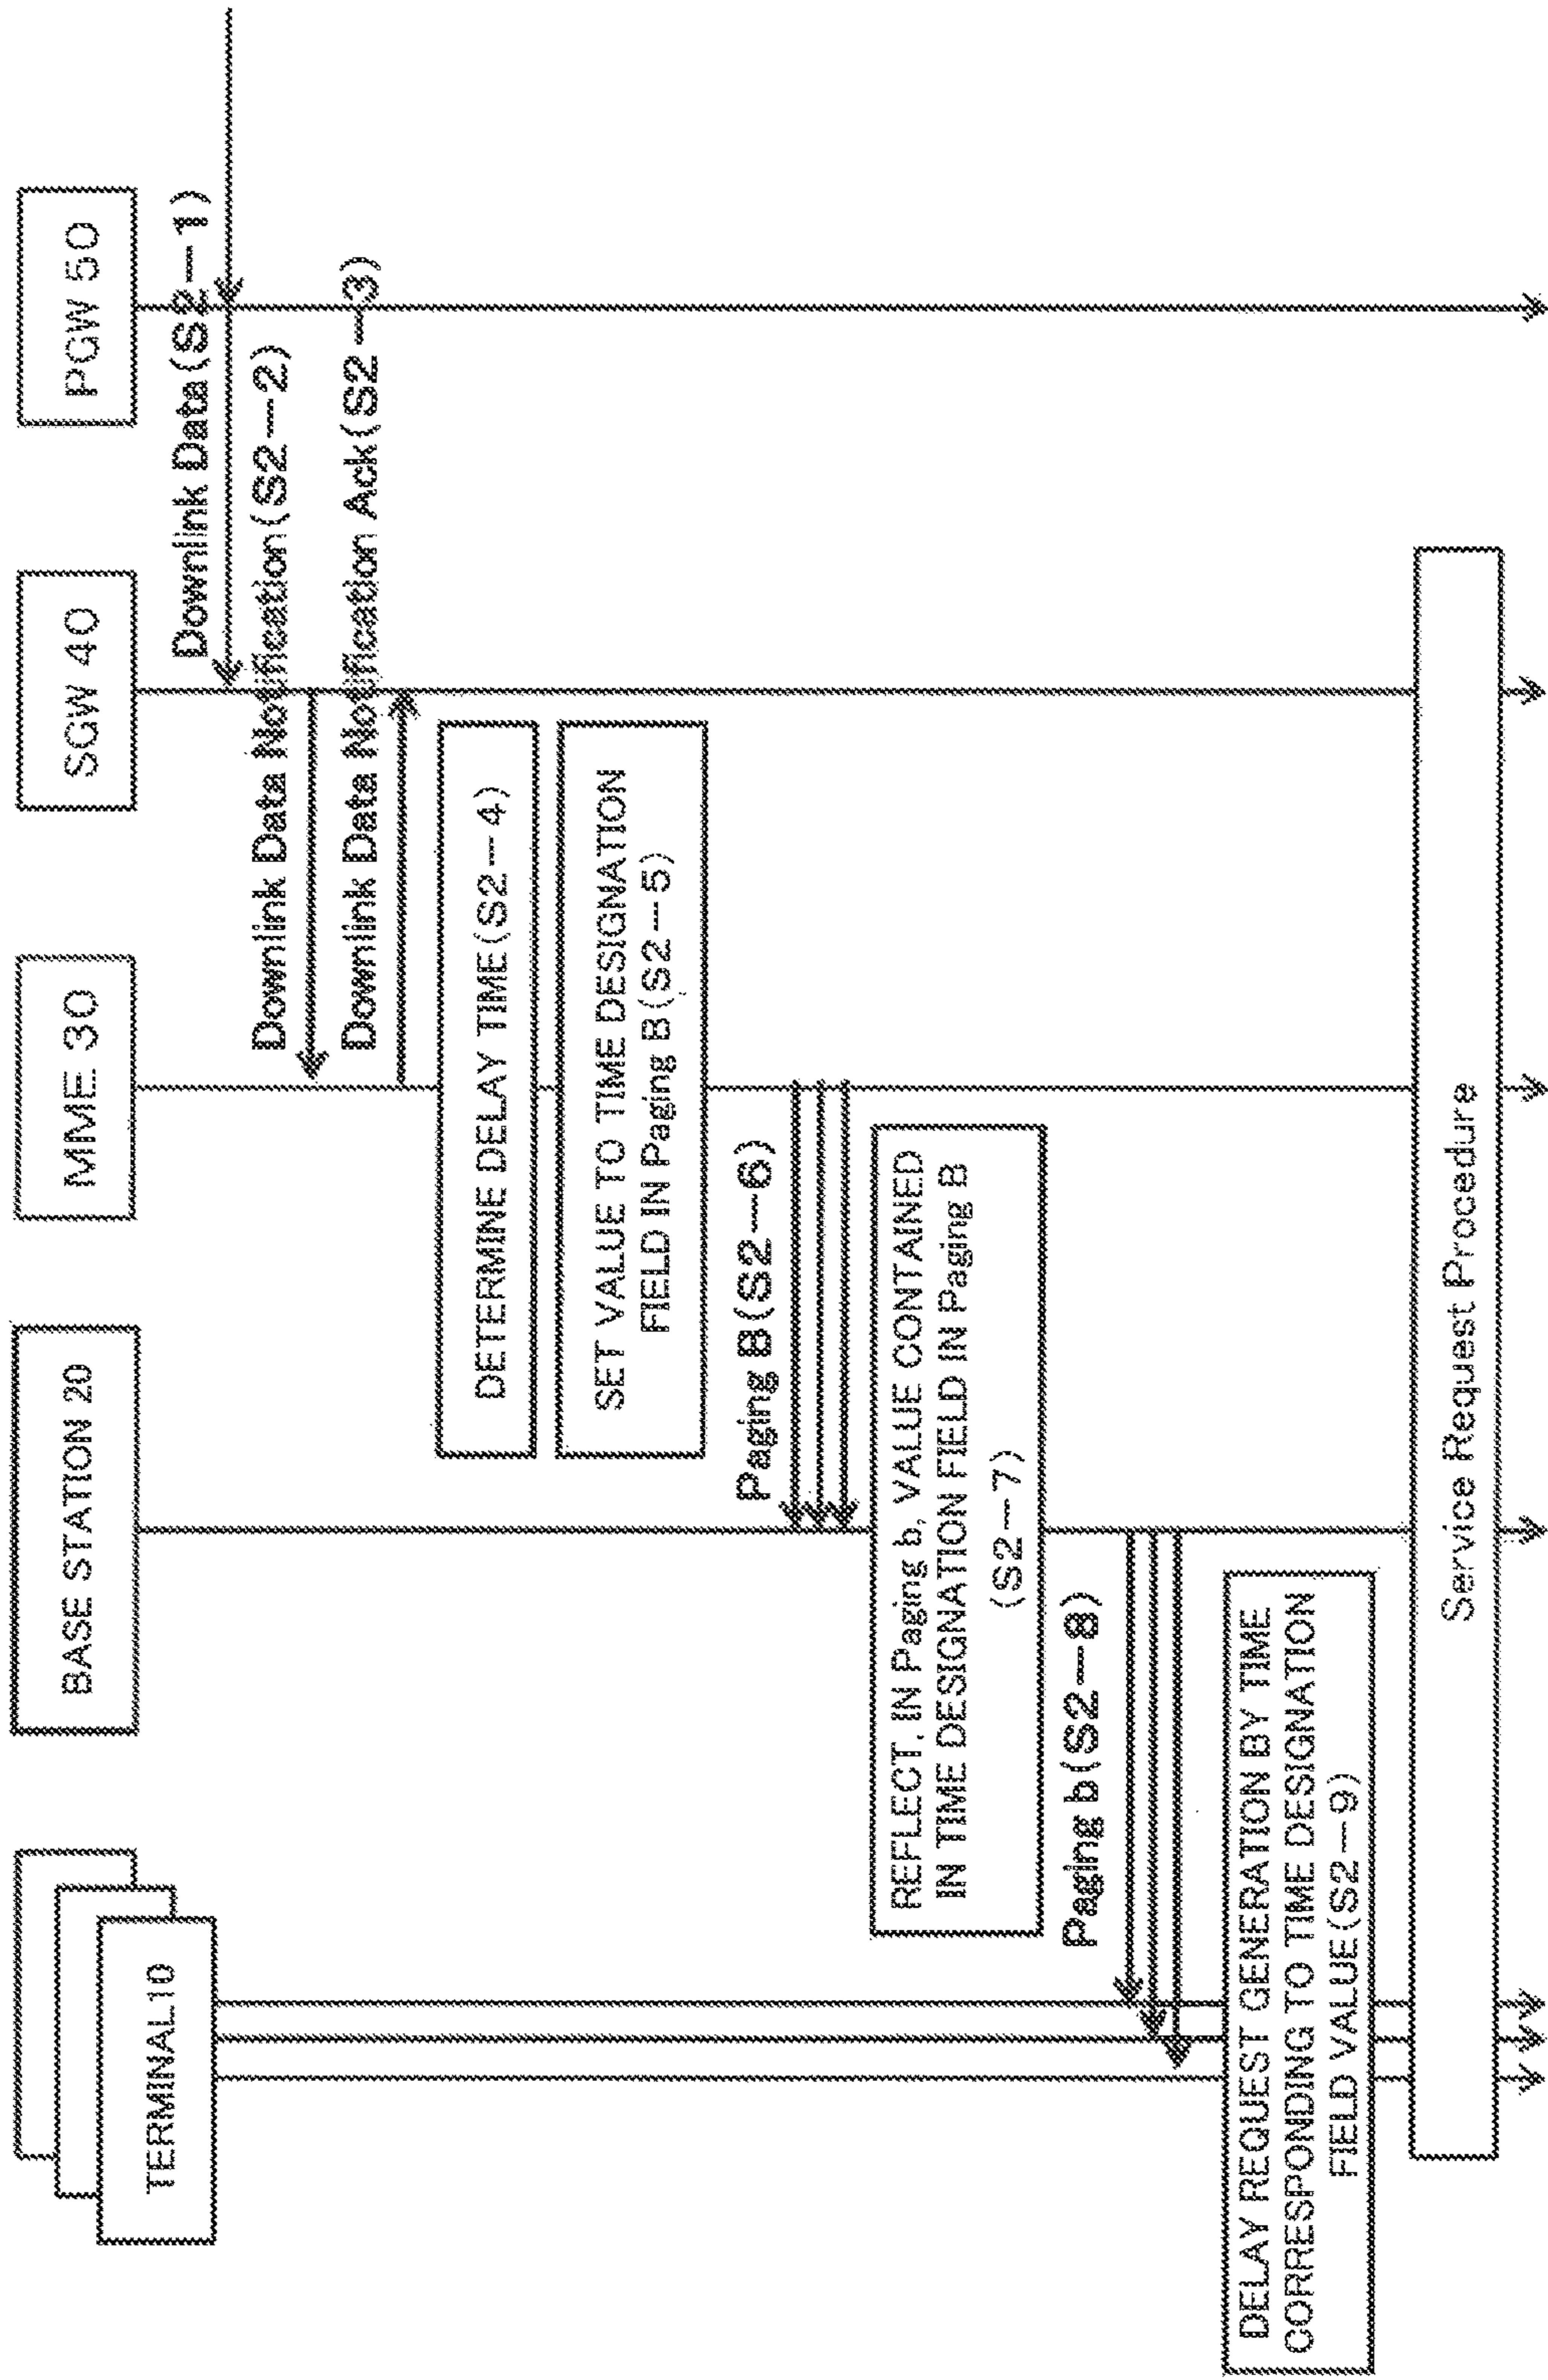 TERMINAL10
BASE STATION 20
MME 30
SGW 40
PGW 50
Downlink Data(S2—1)
Downlink Data Notification(S2—2)
Downlink Data Notification Ack(S2—3)
DETERMINE DELAY TIME(S2—4)
SET VALUE TO TIME DESIGNATION
FIELD IN Paging B(S2—5)
Paging B(S2—6)
REFLECT, IN Paging b, VALUE CONTAINED
IN TIME DESIGNATION FIELD IN Paging B
(S2—7)
Paging b(S2—8)
DELAY REQUEST GENERATION BY TIME
CORRESPONDING TO TIME DESIGNATION
FIELD VALUE(S2—9)
Service Request Procedure